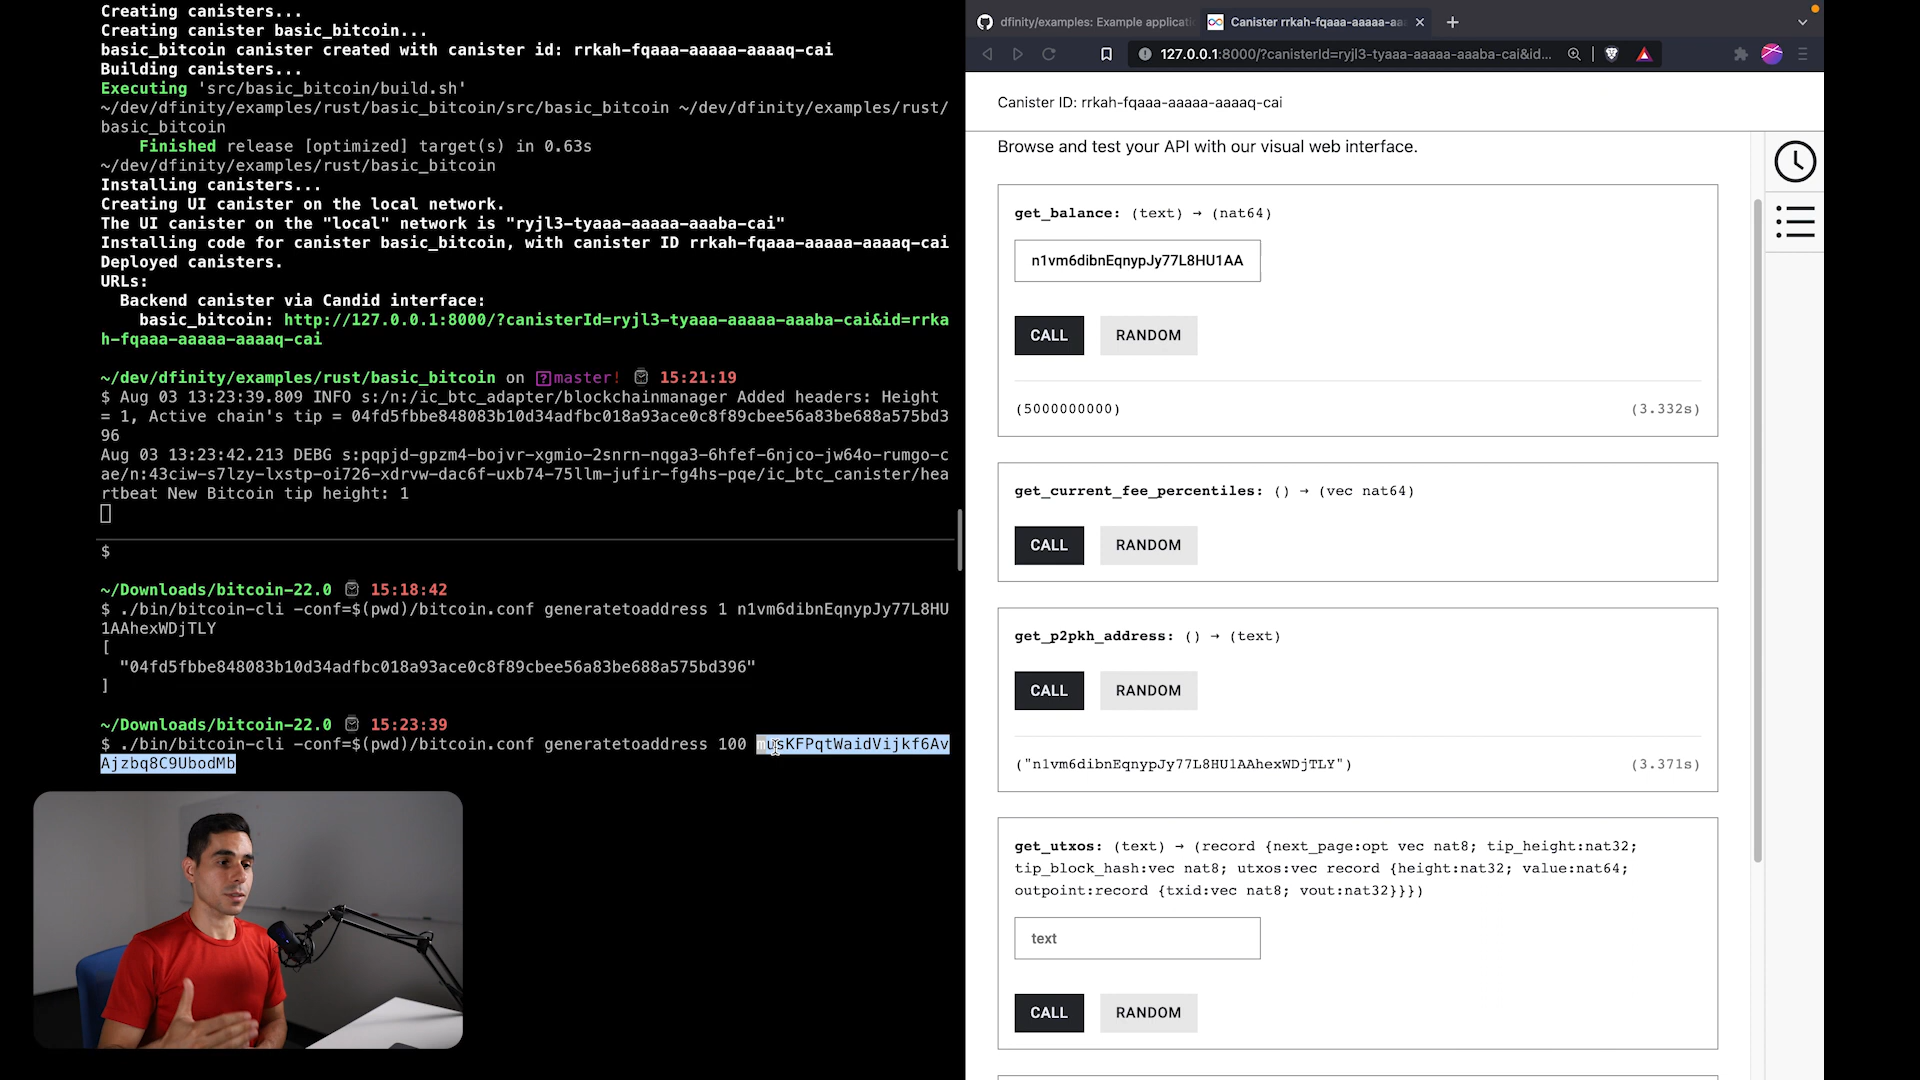 Creating canisters...
Creating canister basic_bitcoin...
basic_bitcoin canister created with canister id: rrkah-fqaaa-aaaaa-aaaaq-cai
Building canisters...
Executing 'src/basic_bitcoin/build.sh'
~/dev/dfinity/examples/rust/basic_bitcoin/src/basic_bitcoin ~/dev/dfinity/examples/rust/
basic_bitcoin
Finished release [optimized] target(s) in 0.63s
~/dev/dfinity/examples/rust/basic_bitcoin
Installing canisters...
Creating UI canister on the local network.
The UI canister on the "local" network is "ryjl3-tyaaa-aaaaa-aaaba-cai"
Installing code for canister basic_bitcoin, with canister ID rrkah-fqaaa-aaaaa-aaaaq-cai
Deployed canisters.
URLs:
Backend canister via Candid interface:
basic_bitcoin: http://127.0.0.1:8000/?canisterId=ryjl3-tyaaa-aaaaa-aaaba-cai&id=rrka
h-fqaaa-aaaaa-aaaaq-cai
~/dev/dfinity/examples/rust/basic_bitcoin on master! 15:21:19
$ Aug 03 13:23:39.809 INFO s:/n:/ic_btc_adapter/blockchainmanager Added headers: Height
= 1, Active chain's tip = 04fd5fbbe848083b10d34adfbc018a93ace0c8f89cbee56a83be688a575bd3
96
Aug 03 13:23:42.213 DEBG s:pqpjd-gpzm4-bojvr-xgmio-2snrn-nqga3-6hfef-6njco-jw64o-rumgo-c
ae/n:43ciw-s7lzy-lxstp-oi726-xdrvw-dac6f-uxb74-75llm-jufir-fg4hs-pqe/ic_btc_canister/hea
rtbeat New Bitcoin tip height: 1
$
~/Downloads/bitcoin-22.0 15:18:42
$ ./bin/bitcoin-cli -conf=$(pwd)/bitcoin.conf generatetoaddress 1 n1vm6dibnEqnypJy77L8HU
1AAhexWDjTLY
[
"04fd5fbbe848083b10d34adfbc018a93ace0c8f89cbee56a83be688a575bd396"
]
~/Downloads/bitcoin-22.0 15:23:39
$ ./bin/bitcoin-cli -conf=$(pwd)/bitcoin.conf generatetoaddress 100 musKFPqtWaidVijkf6Av
Ajzbq8C9UbodMb
dfinity/examples: Example applicati
Canister rrkah-fqaaa-aaaaa-aa
127.0.0.1:8000/?canisterId=ryjl3-tyaaa-aaaaa-aaaba-cai&id...
Canister ID: rrkah-fqaaa-aaaaa-aaaaq-cai
Browse and test your API with our visual web interface.
get_balance: (text) → (nat64)
n1vm6dibnEqnypJy77L8HU1AA
CALL RANDOM
(5000000000) (3.332s)
get_current_fee_percentiles: () → (vec nat64)
CALL RANDOM
get_p2pkh_address: () → (text)
CALL RANDOM
("n1vm6dibnEqnypJy77L8HU1AAhexWDjTLY") (3.371s)
get_utxos: (text) → (record {next_page:opt vec nat8; tip_height:nat32;
tip_block_hash:vec nat8; utxos:vec record {height:nat32; value:nat64;
outpoint:record {txid:vec nat8; vout:nat32}}})
text
CALL RANDOM